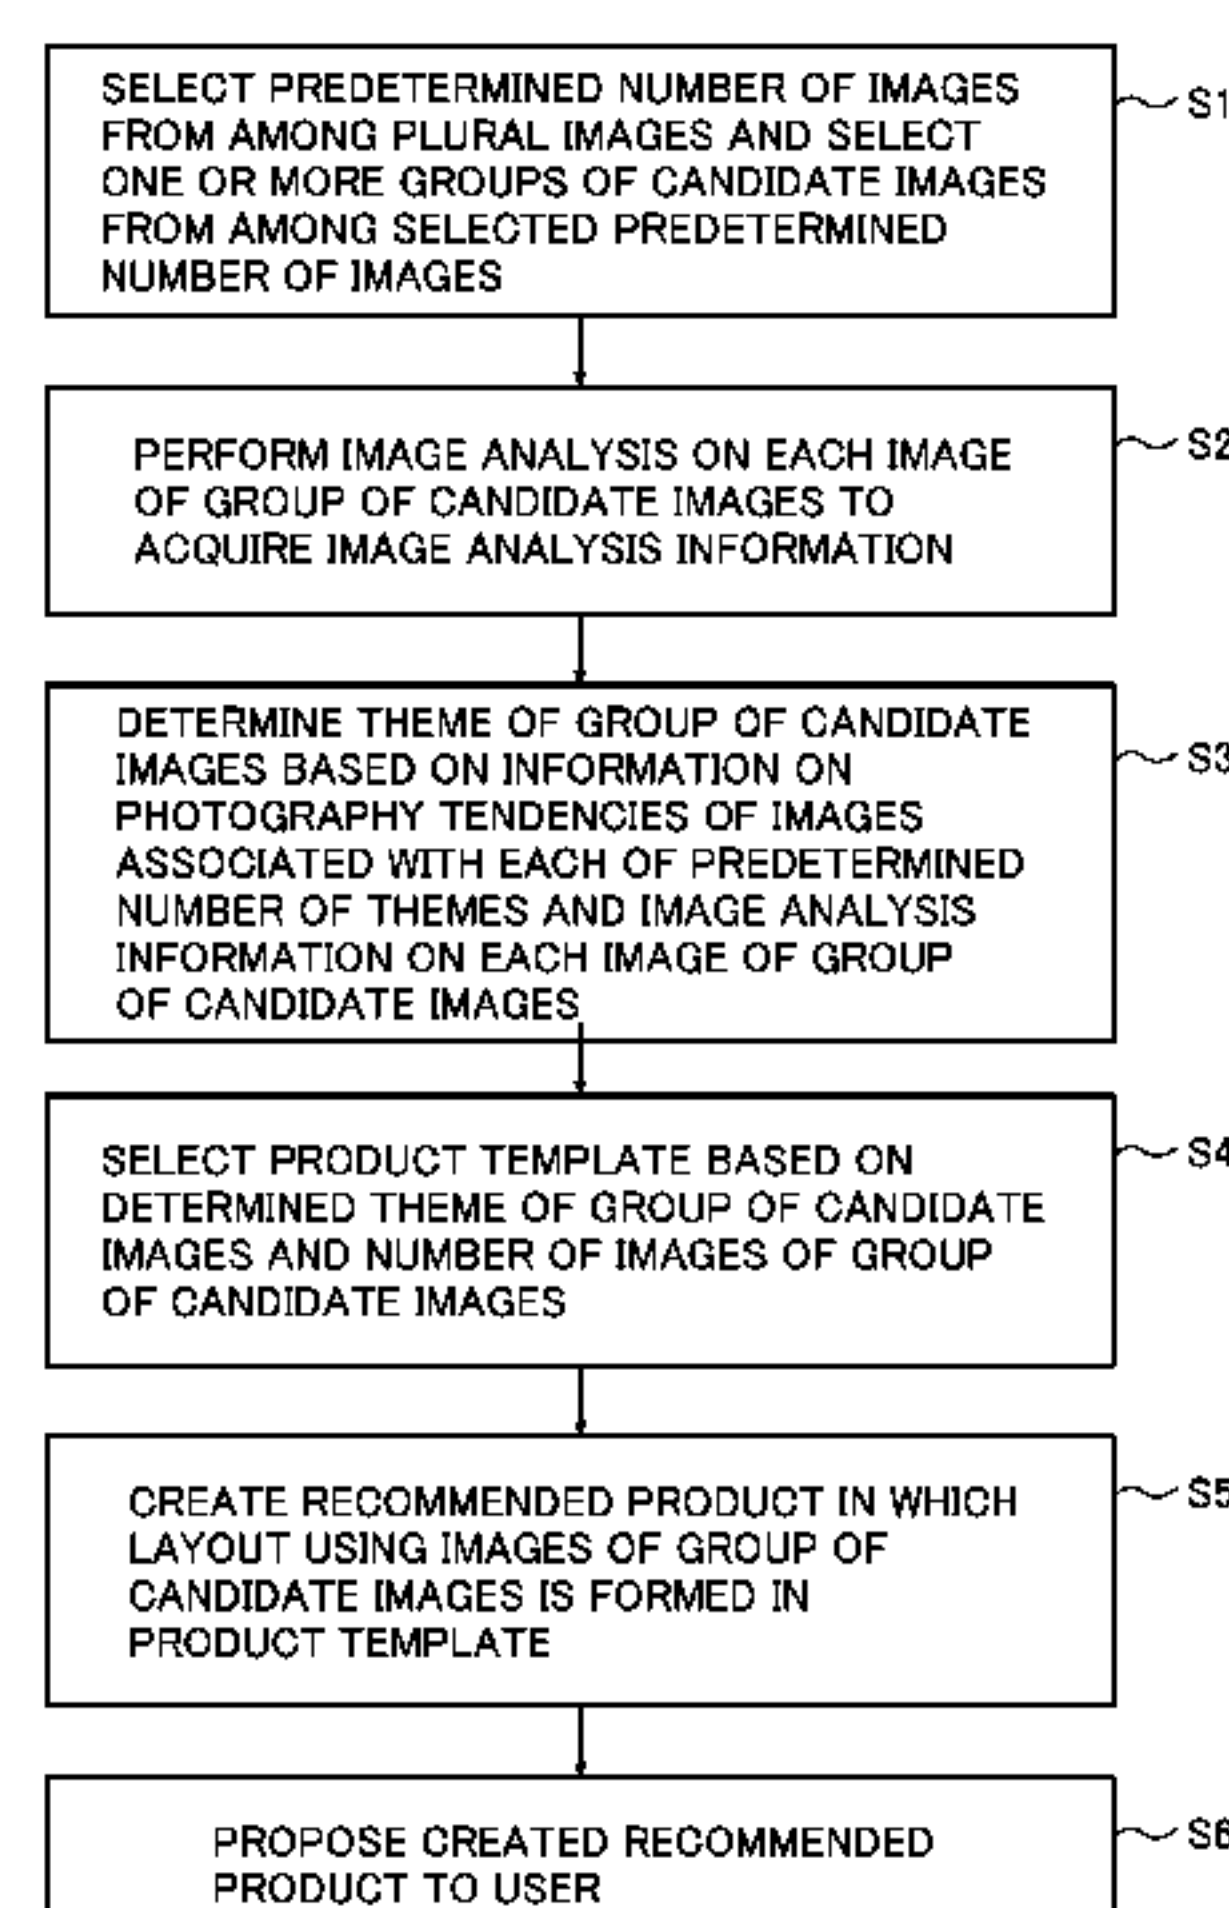 SELECT PREDETERMINED NUMBER OF IMAGES
FROM AMONG PLURAL IMAGES AND SELECT
ONE OR MORE GROUPS OF CANDIDATE IMAGES
FROM AMONG SELECTED PREDETERMINED
NUMBER OF IMAGES
S1
PERFORM IMAGE ANALYSIS ON EACH IMAGE
OF GROUP OF CANDIDATE IMAGES TO
ACQUIRE IMAGE ANALYSIS INFORMATION
S2
DETERMINE THEME OF GROUP OF CANDIDATE
IMAGES BASED ON INFORMATION ON
PHOTOGRAPHY TENDENCIES OF IMAGES
ASSOCIATED WITH EACH OF PREDETERMINED
NUMBER OF THEMES AND IMAGE ANALYSIS
INFORMATION ON EACH IMAGE OF GROUP
OF CANDIDATE IMAGES
S3
SELECT PRODUCT TEMPLATE BASED ON
DETERMINED THEME OF GROUP OF CANDIDATE
IMAGES AND NUMBER OF IMAGES OF GROUP
OF CANDIDATE IMAGES
S4
CREATE RECOMMENDED PRODUCT IN WHICH
LAYOUT USING IMAGES OF GROUP OF
CANDIDATE IMAGES IS FORMED IN
PRODUCT TEMPLATE
S5
PROPOSE CREATED RECOMMENDED
PRODUCT TO USER
S6